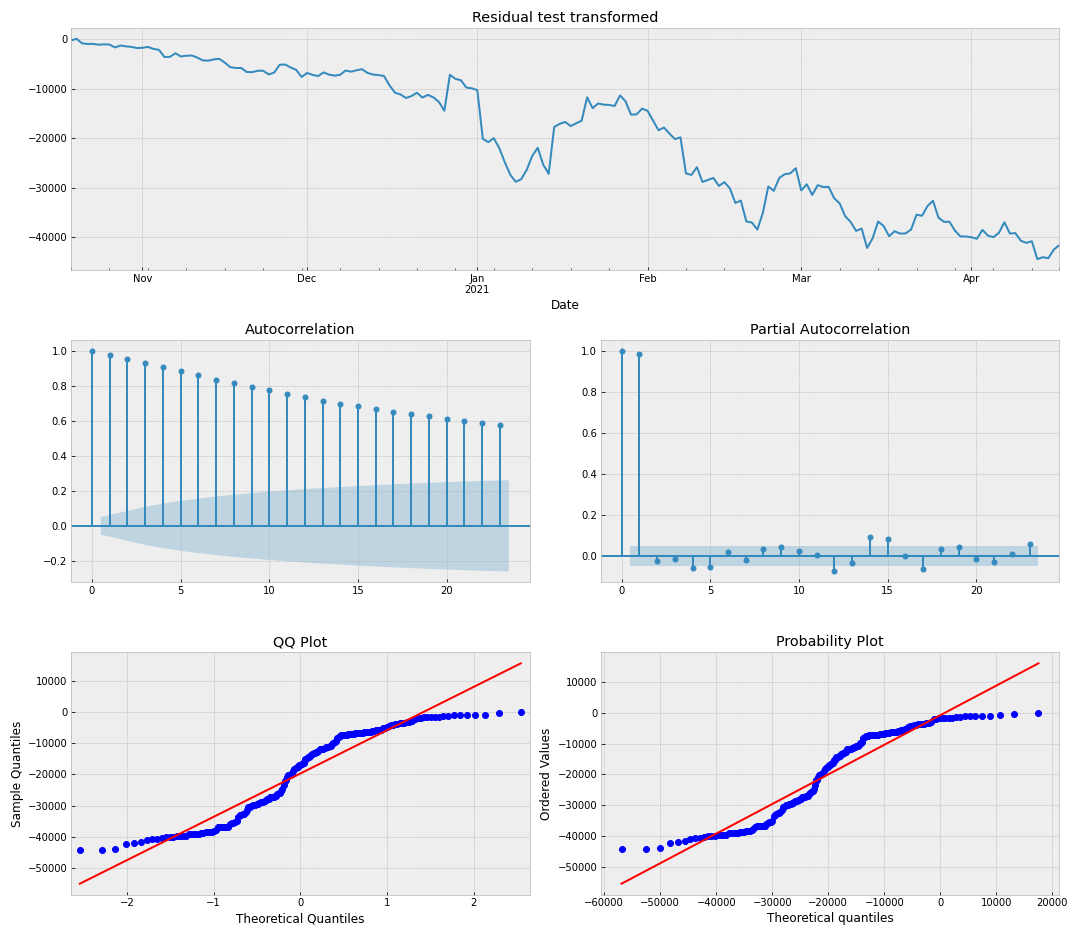 Residual test transformed
0
−10000
−20000
−30000
−40000
Nov Dec Jan Feb Mar Apr
2021
Date
Autocorrelation
1.0
0.8
0.6
0.4
0.2
0.0
−0.2
0 5 10 15 20
Partial Autocorrelation
1.0
0.8
0.6
0.4
0.2
0.0
0 5 10 15 20
QQ Plot
Sample Quantiles
10000
0
−10000
−20000
−30000
−40000
−50000
−2 −1 0 1 2
Theoretical Quantiles
Probability Plot
Ordered Values
10000
0
−10000
−20000
−30000
−40000
−50000
−60000 −50000 −40000 −30000 −20000 −10000 0 10000 20000
Theoretical quantiles